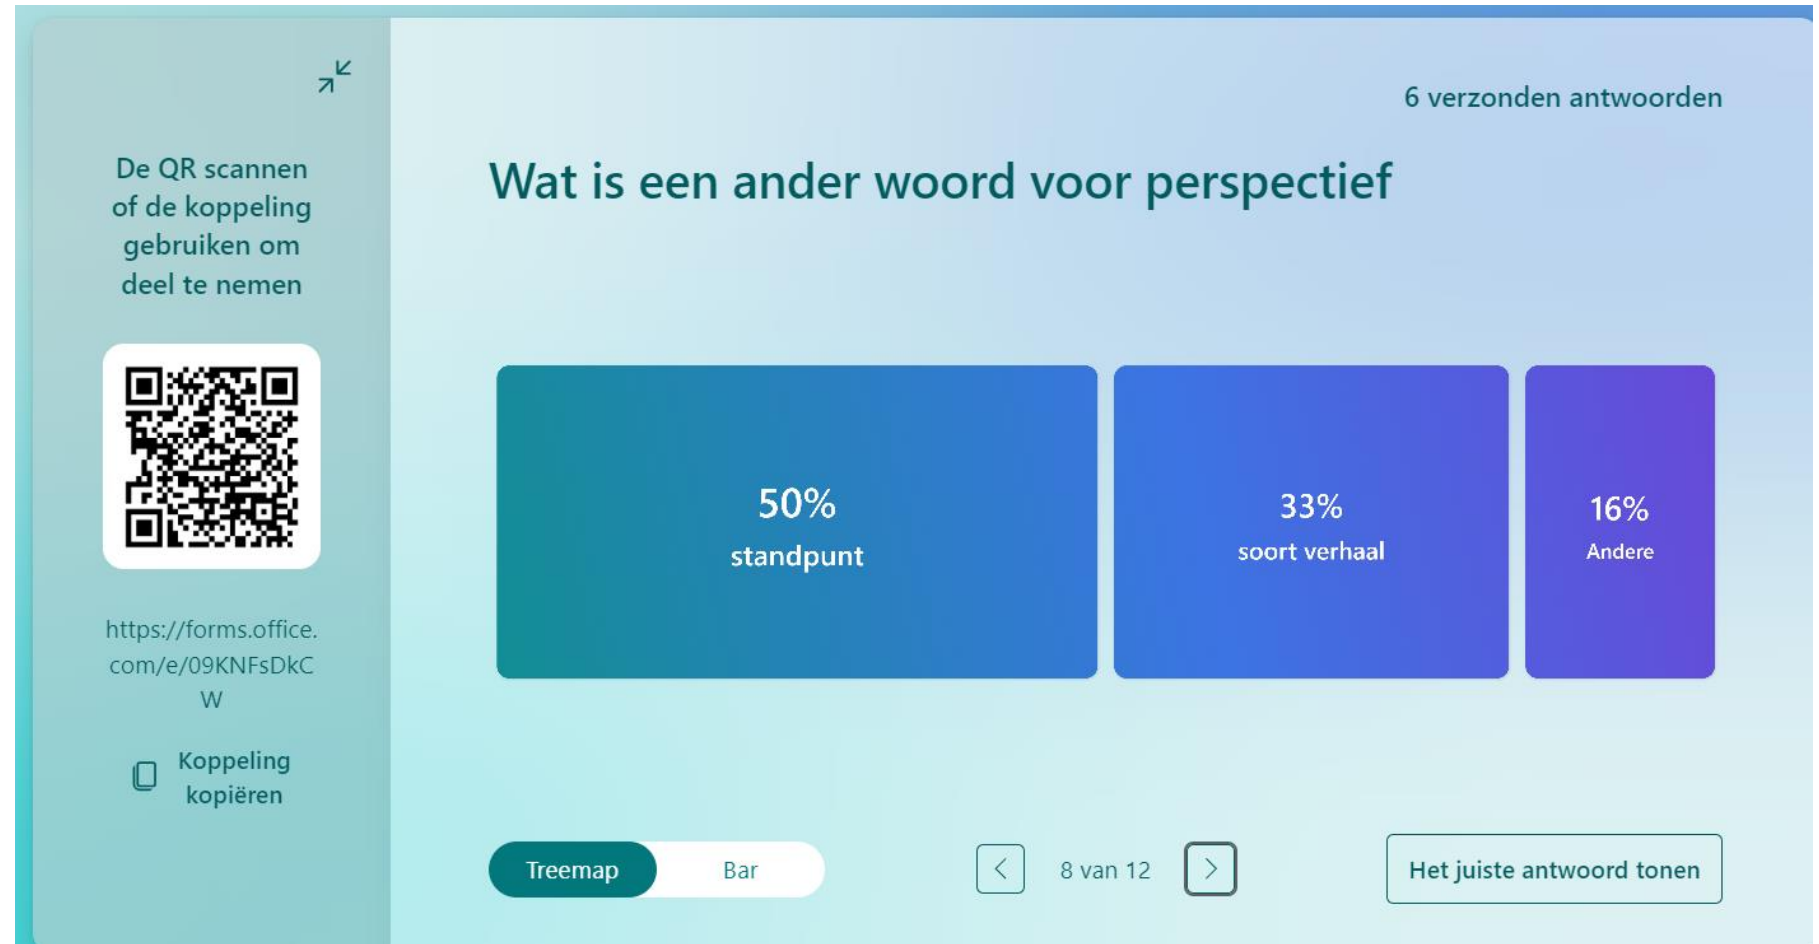 De QR scannen
of de koppeling
gebruiken om
deel te nemen
https://forms.office.
com/e/09KNFsDkC
W
Koppeling
kopiëren
6 verzonden antwoorden
Wat is een ander woord voor perspectief
50%
standpunt
33%
soort verhaal
16%
Andere
Treemap
Bar
8 van 12
Het juiste antwoord tonen